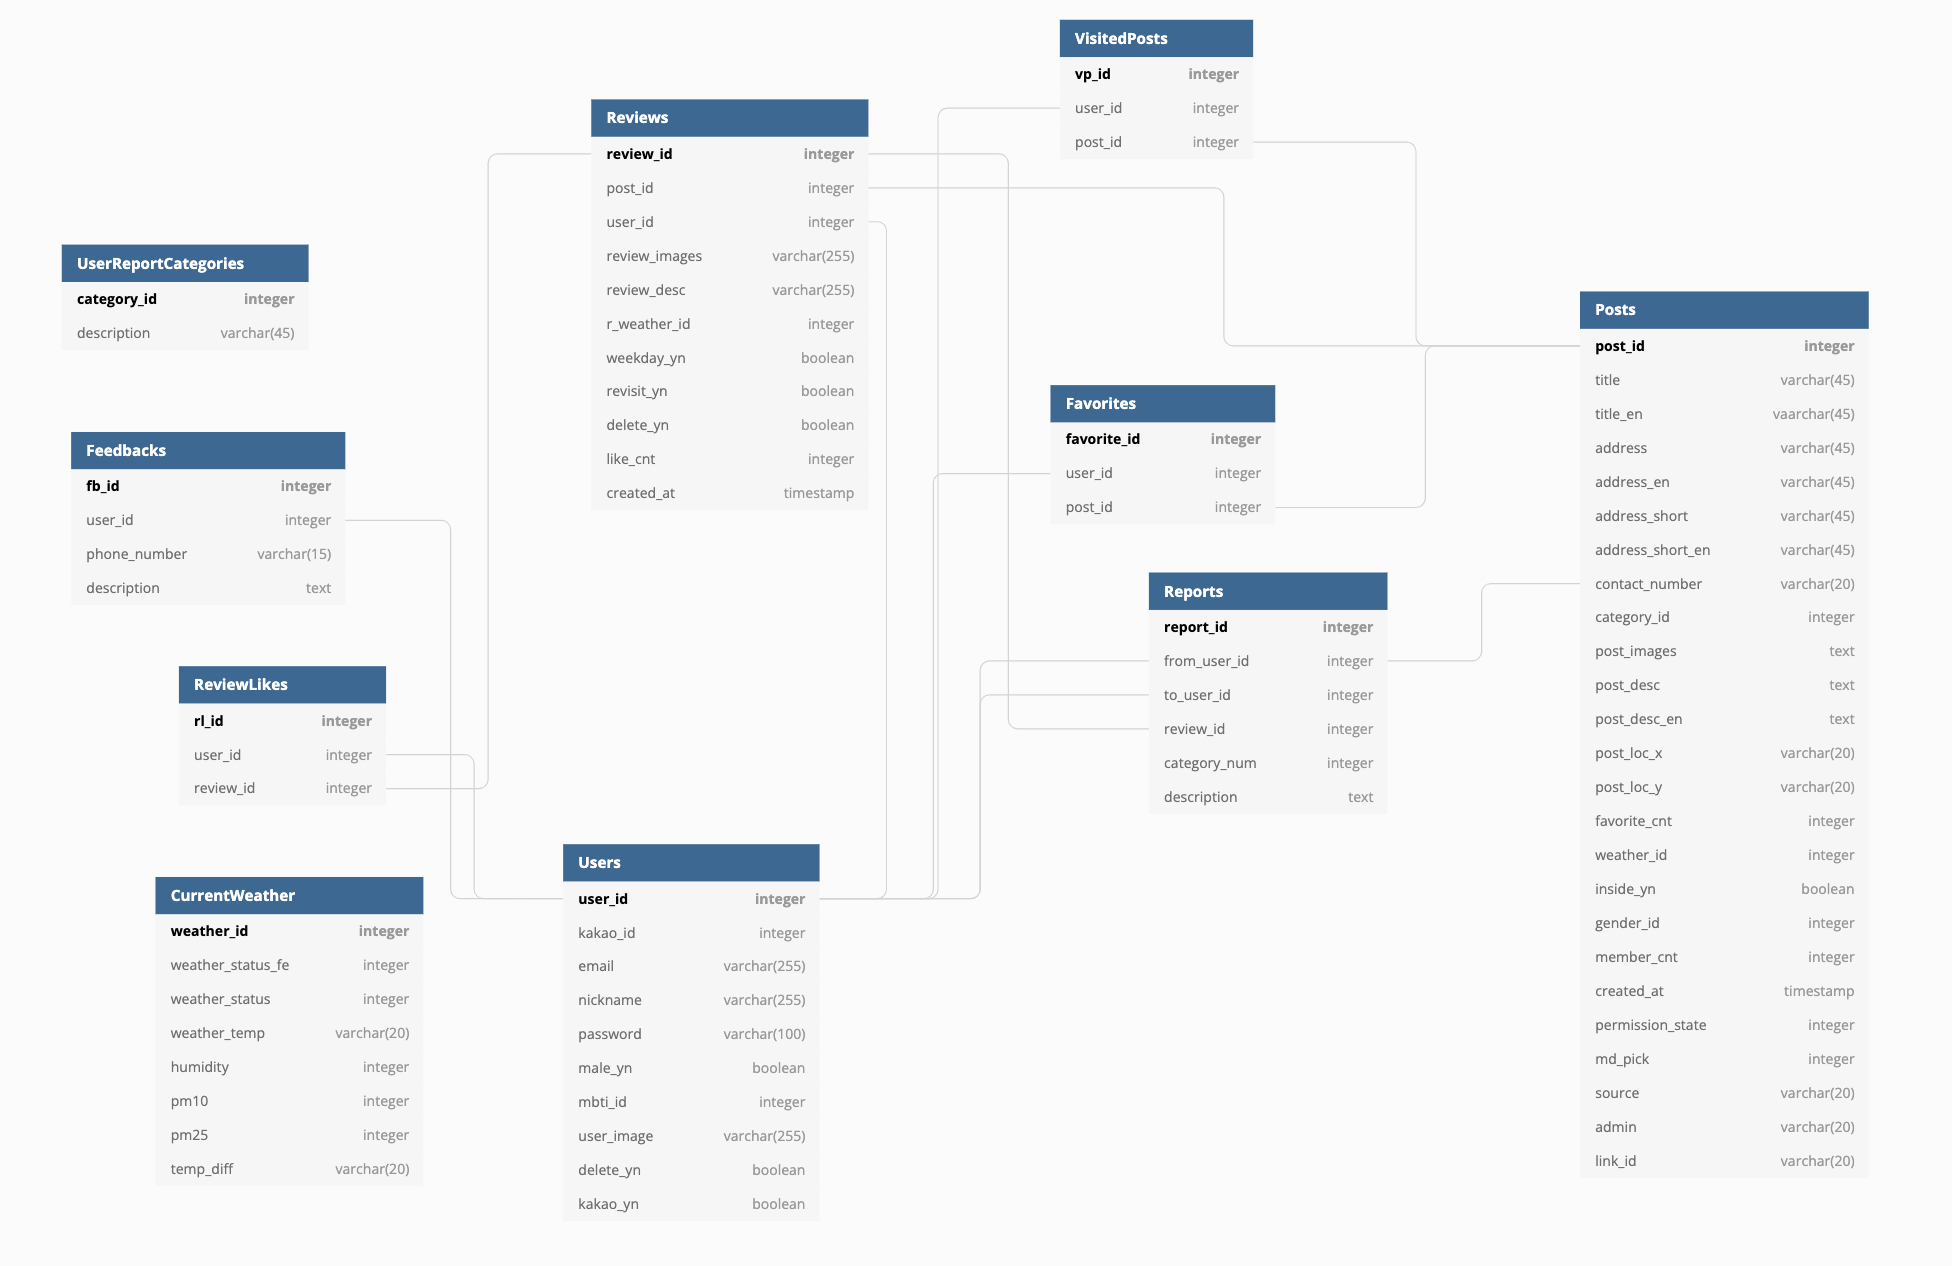 VisitedPosts
vp_id integer
user_id integer
post_id integer
Reviews
review_id integer
post_id integer
user_id integer
review_images varchar(255)
review_desc varchar(255)
r_weather_id integer
weekday_yn boolean
revisit_yn boolean
delete_yn boolean
like_cnt integer
created_at timestamp
UserReportCategories
category_id integer
description varchar(45)
Posts
post_id integer
title varchar(45)
title_en vaarchar(45)
address varchar(45)
address_en varchar(45)
address_short varchar(45)
address_short_en varchar(45)
contact_number varchar(20)
category_id integer
post_images text
post_desc text
post_desc_en text
post_loc_x varchar(20)
post_loc_y varchar(20)
favorite_cnt integer
weather_id integer
inside_yn boolean
gender_id integer
member_cnt integer
created_at timestamp
permission_state integer
md_pick integer
source varchar(20)
admin varchar(20)
link_id varchar(20)
Favorites
favorite_id integer
user_id integer
post_id integer
Feedbacks
fb_id integer
user_id integer
phone_number varchar(15)
description text
Reports
report_id integer
from_user_id integer
to_user_id integer
review_id integer
category_num integer
description text
ReviewLikes
rl_id integer
user_id integer
review_id integer
Users
user_id integer
kakao_id integer
email varchar(255)
nickname varchar(255)
password varchar(100)
male_yn boolean
mbti_id integer
user_image varchar(255)
delete_yn boolean
kakao_yn boolean
CurrentWeather
weather_id integer
weather_status_fe integer
weather_status integer
weather_temp varchar(20)
humidity integer
pm10 integer
pm25 integer
temp_diff varchar(20)